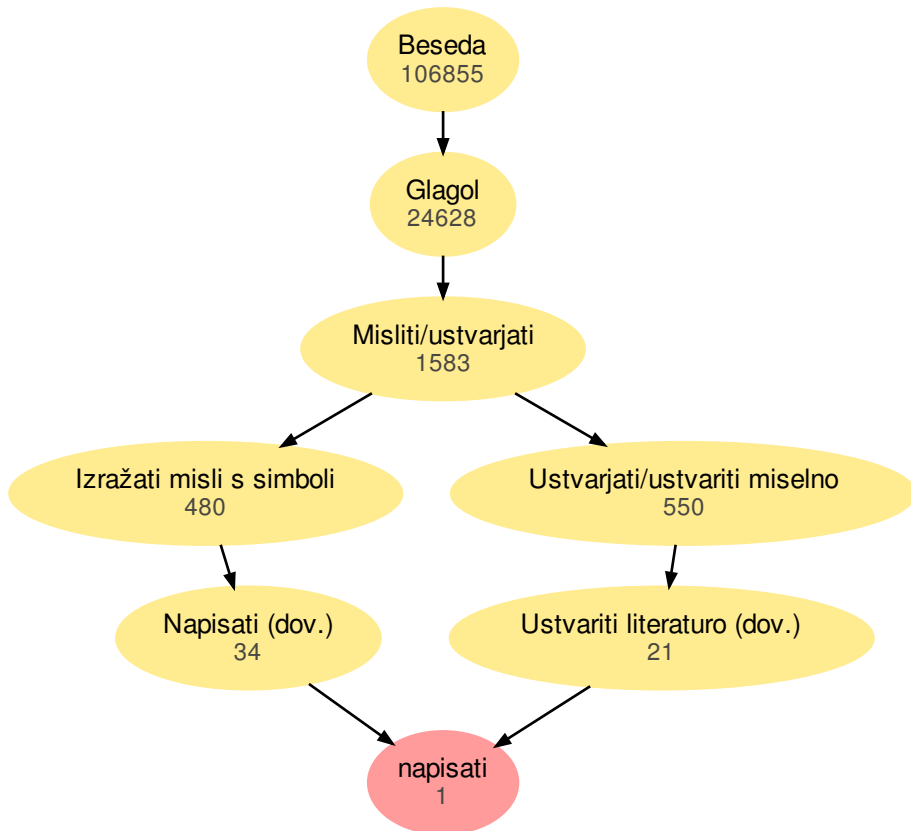 Beseda
106855
Glagol
24628
Misliti/ustvarjati
1583
Izražati misli s simboli
480
Ustvarjati/ustvariti miselno
550
Napisati (dov.)
34
Ustvariti literaturo (dov.)
21
napisati
1